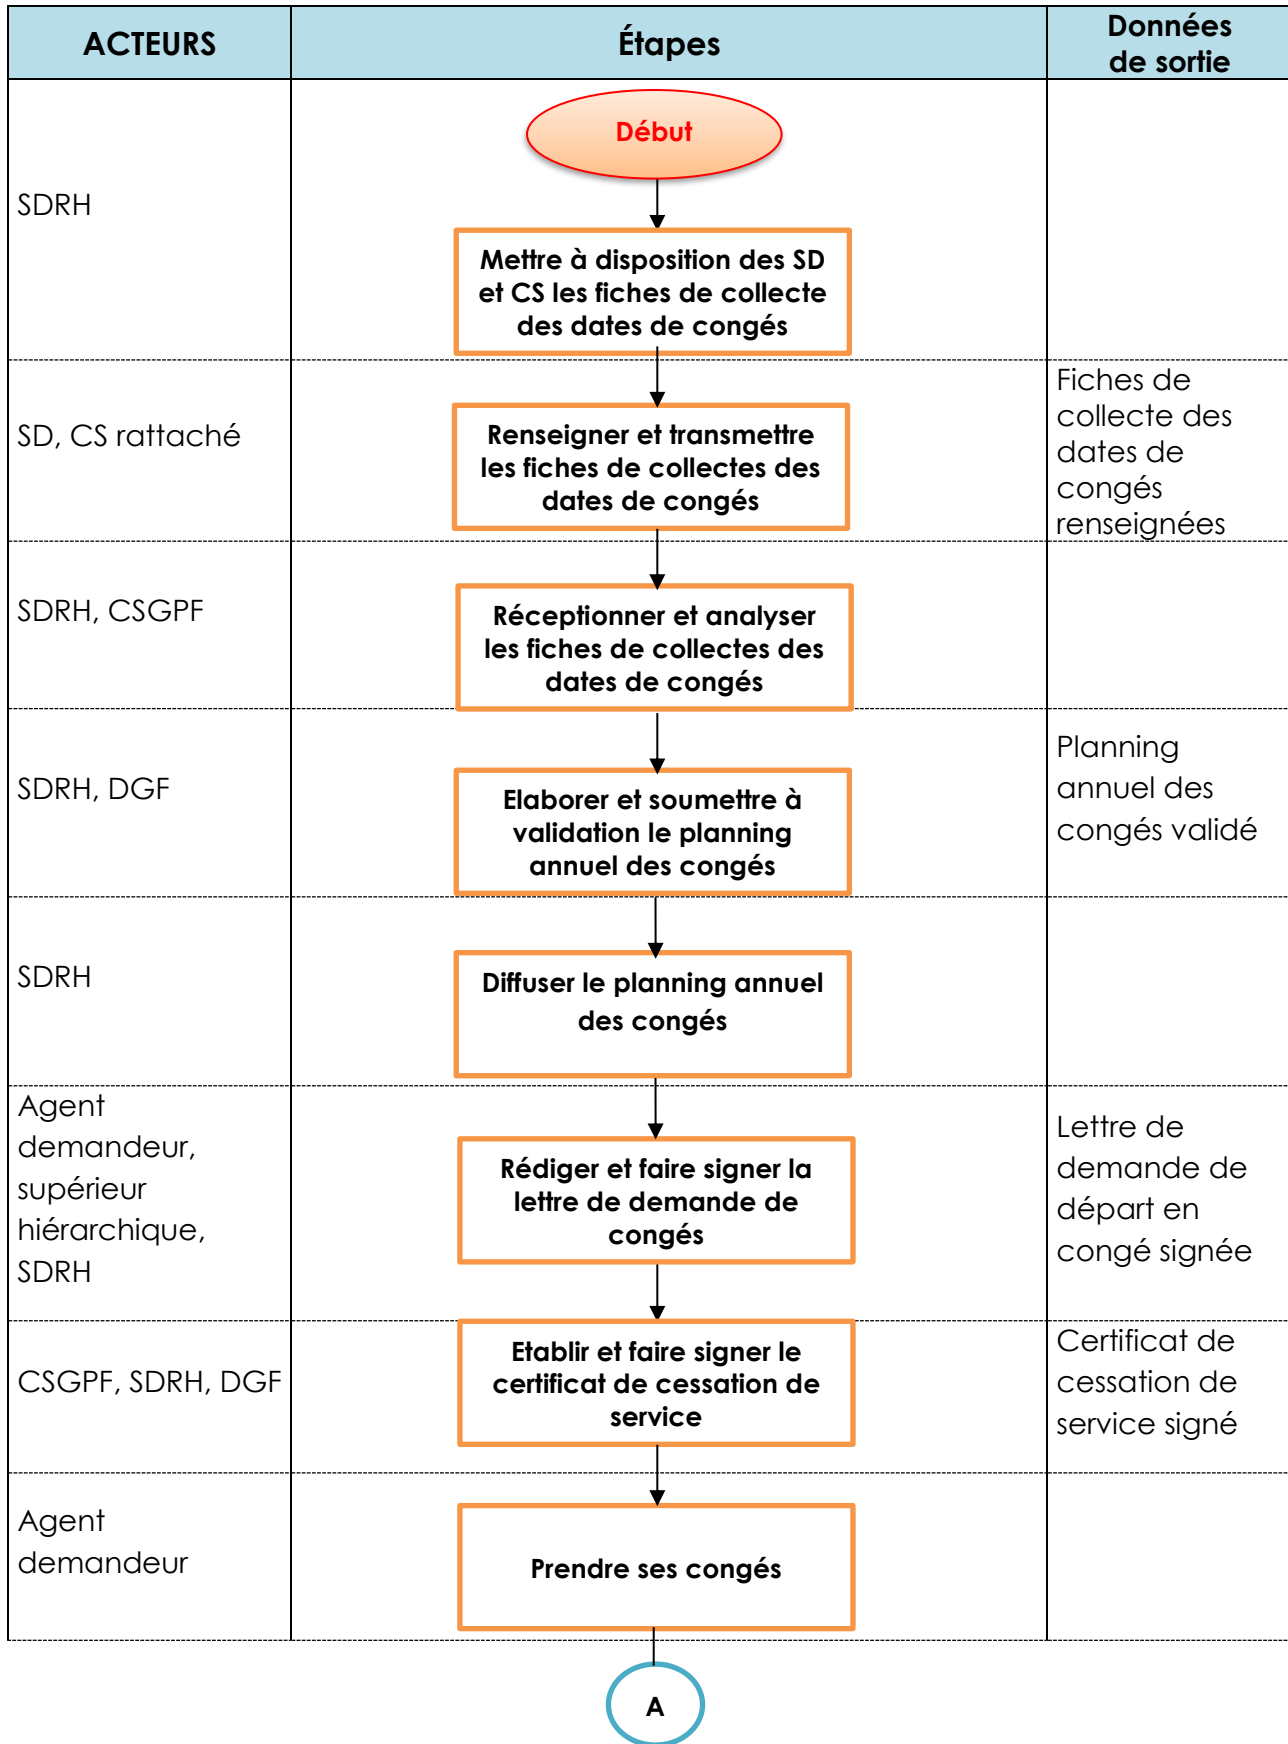 ACTEURS
Étapes
Données
de sortie
Début
SDRH
Mettre à disposition des SD
et CS les fiches de collecte
des dates de congés
SD, CS rattaché
Renseigner et transmettre
les fiches de collectes des
dates de congés
Fiches de
collecte des
dates de
congés
renseignées
SDRH, CSGPF
Réceptionner et analyser
les fiches de collectes des
dates de congés
SDRH, DGF
Elaborer et soumettre à
validation le planning
annuel des congés
Planning
annuel des
congés validé
SDRH
Diffuser le planning annuel
des congés
Agent
demandeur,
supérieur
hiérarchique,
SDRH
Rédiger et faire signer la
lettre de demande de
congés
Lettre de
demande de
départ en
congé signée
CSGPF, SDRH, DGF
Etablir et faire signer le
certificat de cessation de
service
Certificat de
cessation de
service signé
Agent
demandeur
Prendre ses congés
A